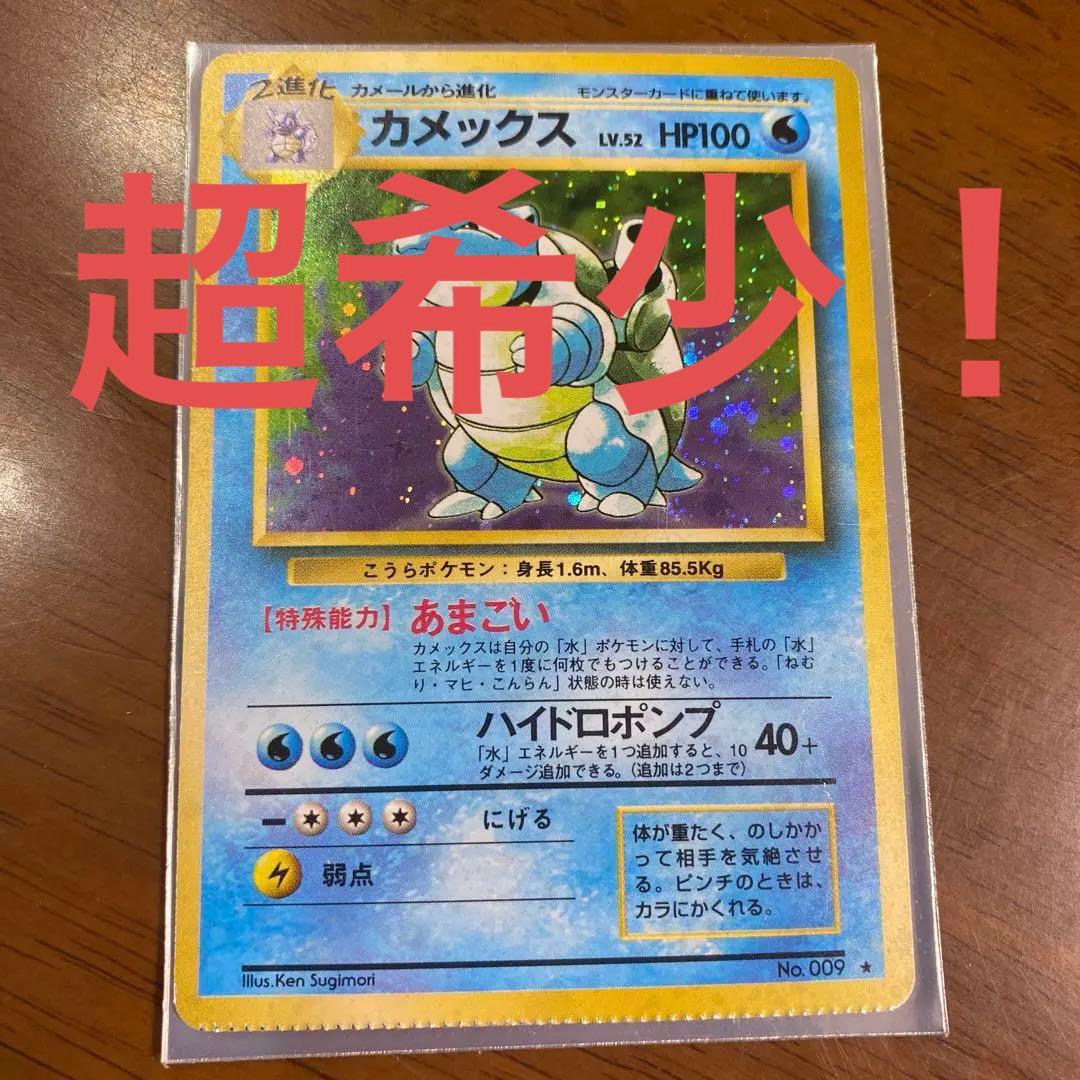 2進化 カメールから進化 モンスターカードに重ねて使います。
カメックス LV.52 HP100
超希少！
こうらポケモン：身長1.6m、体重85.5Kg
【特殊能力】あまごい
カメックスは自分の「水」ポケモンに対して、手札の「水」
エネルギーを1度に何枚でもつけることができる。「ねむ
り・マヒ・こんらん」状態の時は使えない。
ハイドロポンプ 40+
「水」エネルギーを1つ追加すると、10
ダメージ追加できる。（追加は2つまで）
にげる
弱点
体が重たく、のしかか
って相手を気絶させ
る。ピンチのときは、
カラにかくれる。
No. 009 ★
Illus.Ken Sugimori